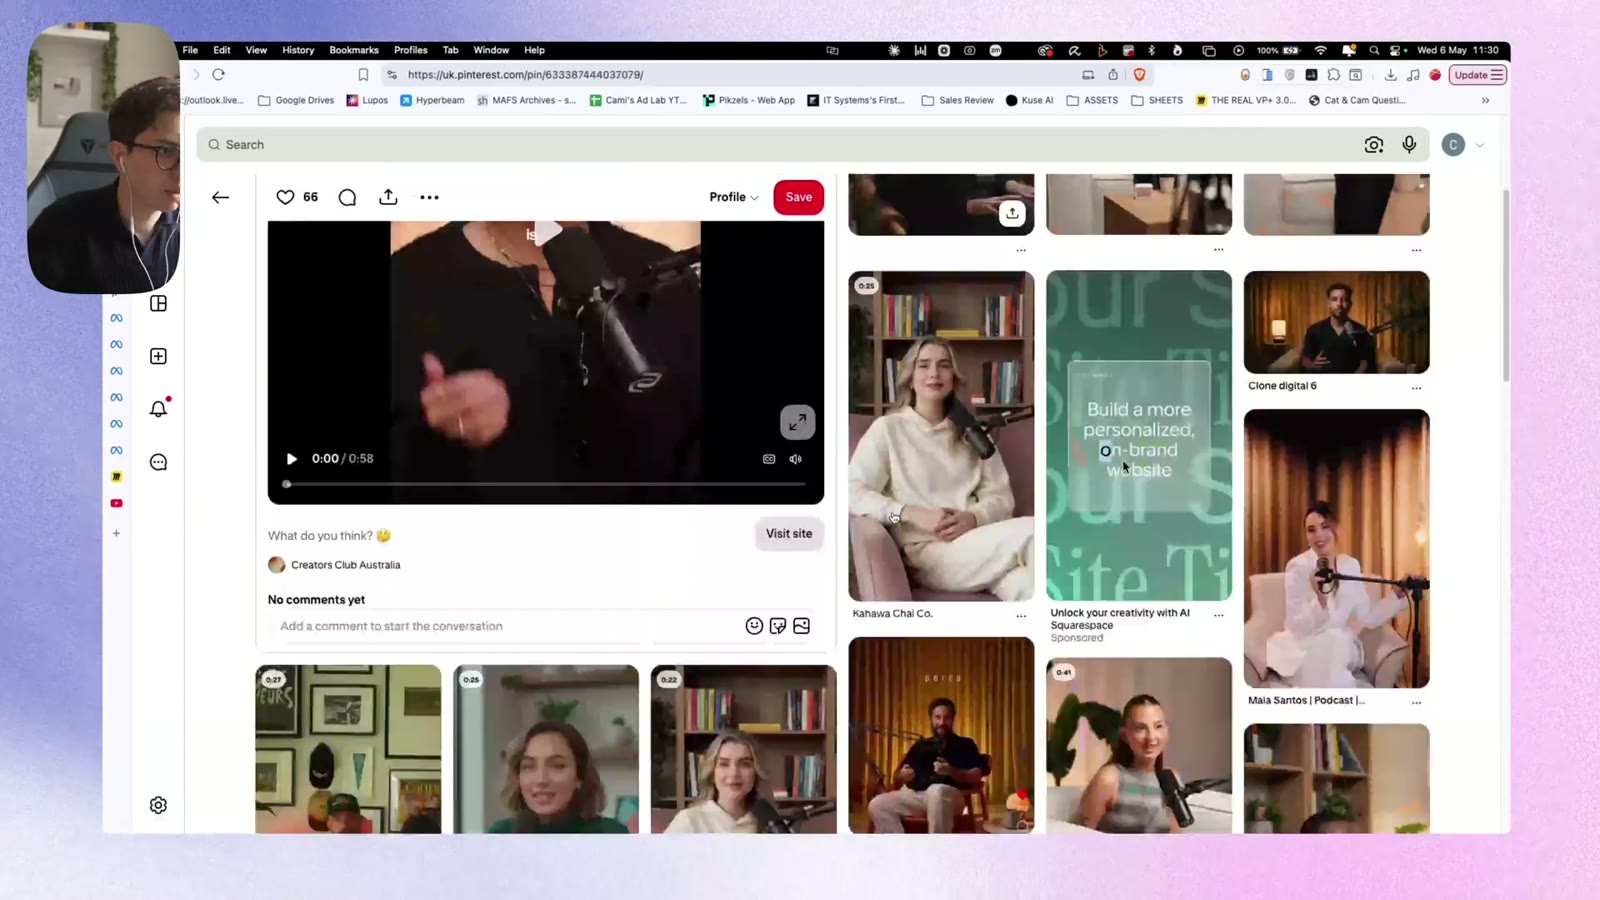 File Edit View History Bookmarks Profiles Tab Window Help
100% Wed 6 May 11:30
https://uk.pinterest.com/pin/633387444037079/
Update
://outlook.live... Google Drives Lupos Hyperbeam MAFS Archives - s... Cami's Ad Lab YT... Pikzels - Web App IT Systems's First... Sales Review Kuse AI ASSETS SHEETS THE REAL VP+ 3.0... Cat & Cam Questi...
Search
C
66
Profile
Save
is
0:00 / 0:58
What do you think? 🤔
Visit site
Creators Club Australia
No comments yet
Add a comment to start the conversation
0:27
0:25
0:22
0:25
Kahawa Chai Co.
Build a more
personalized,
on-brand
website
Unlock your creativity with AI
Squarespace
Sponsored
0:41
Clone digital 6
Maia Santos | Podcast |...